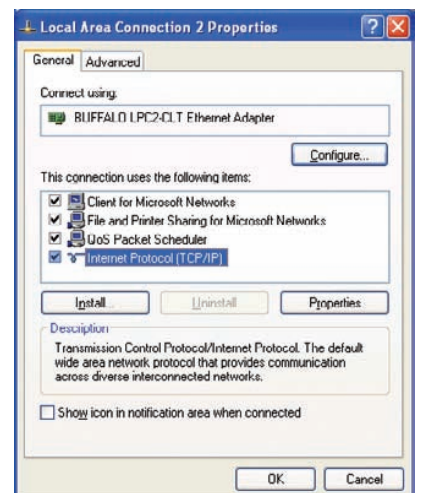 Local Area Connection 2 Properties
General Advanced
Connect using:
BUFFALO LPC2-CLT Ethernet Adapter
Configure...
This connection uses the following items:
Client for Microsoft Networks
File and Printer Sharing for Microsoft Networks
QoS Packet Scheduler
Internet Protocol (TCP/IP)
Install... Uninstall Properties
Description
Transmission Control Protocol/Internet Protocol. The default
wide area network protocol that provides communication
across diverse interconnected networks.
Show icon in notification area when connected
OK Cancel